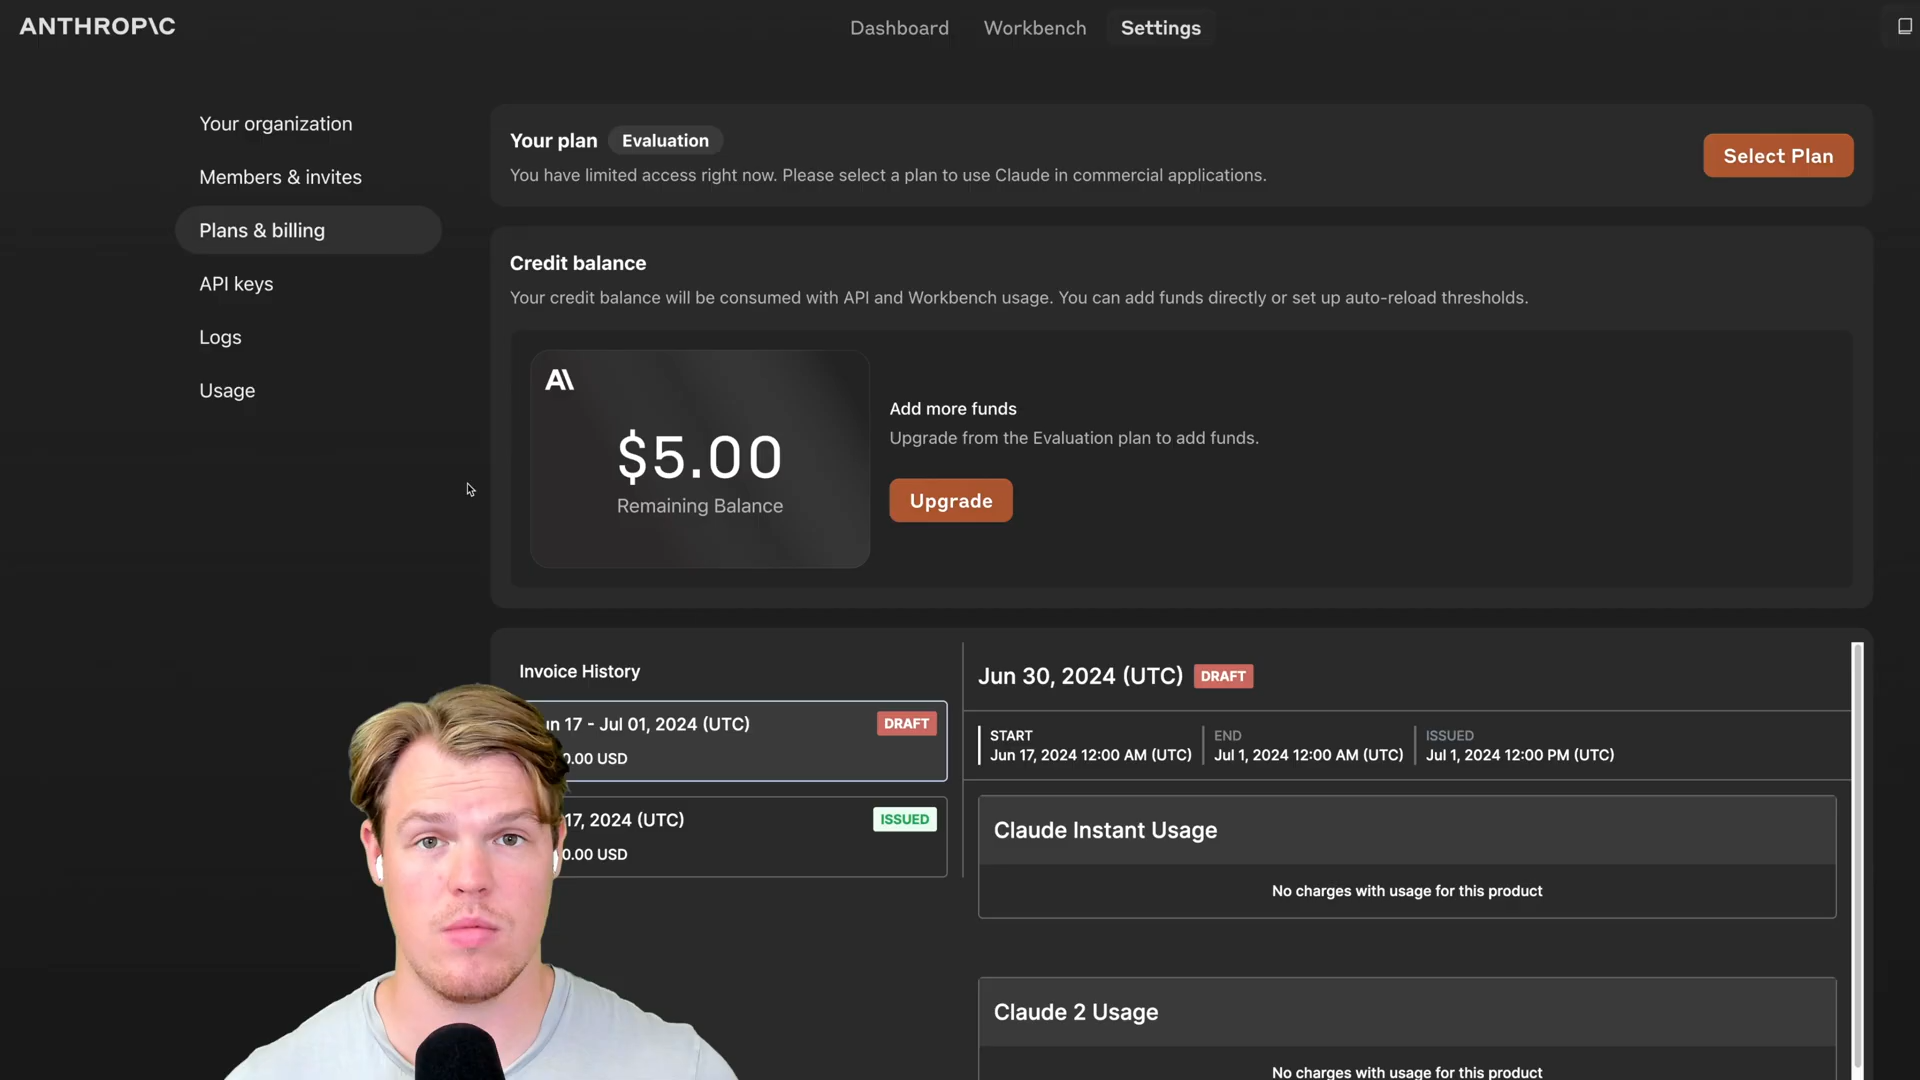 ANTHROP\C
Dashboard
Workbench
Settings
Your organization
Members & invites
Plans & billing
API keys
Logs
Usage
Your plan
Evaluation
You have limited access right now. Please select a plan to use Claude in commercial applications.
Select Plan
Credit balance
Your credit balance will be consumed with API and Workbench usage. You can add funds directly or set up auto-reload thresholds.
A\
$5.00
Remaining Balance
Add more funds
Upgrade from the Evaluation plan to add funds.
Upgrade
Invoice History
17 - Jul 01, 2024 (UTC)
DRAFT
0.00 USD
17, 2024 (UTC)
ISSUED
0.00 USD
Jun 30, 2024 (UTC)
DRAFT
START
Jun 17, 2024 12:00 AM (UTC)
END
Jul 1, 2024 12:00 AM (UTC)
ISSUED
Jul 1, 2024 12:00 PM (UTC)
Claude Instant Usage
No charges with usage for this product
Claude 2 Usage
No charges with usage for this product